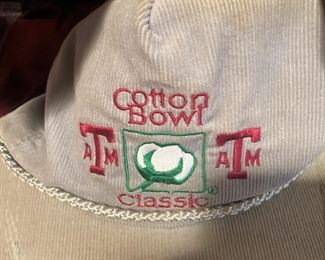 Cotton
Bowl
ATM ATM
®
Classic